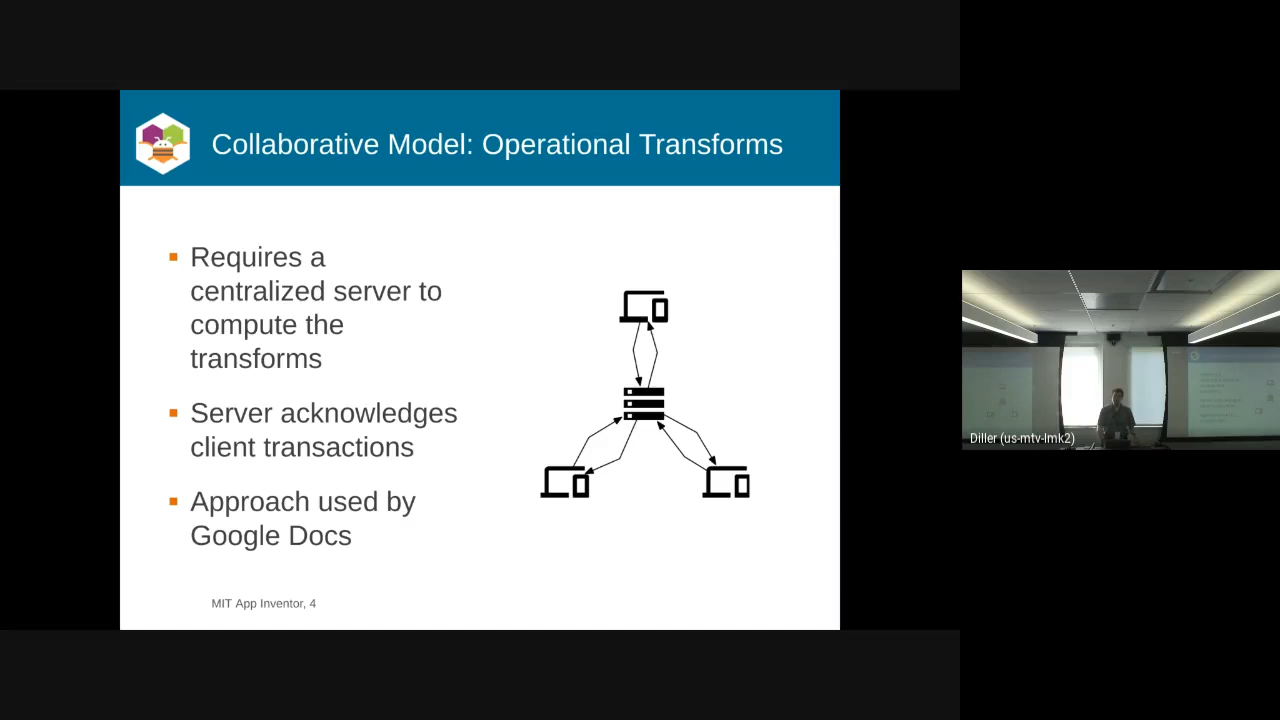 Collaborative Model: Operational Transforms
Requires a
centralized server to
compute the
transforms
Server acknowledges
client transactions
Approach used by
Google Docs
MIT App Inventor, 4
Diller (us-mtv-lmk2)